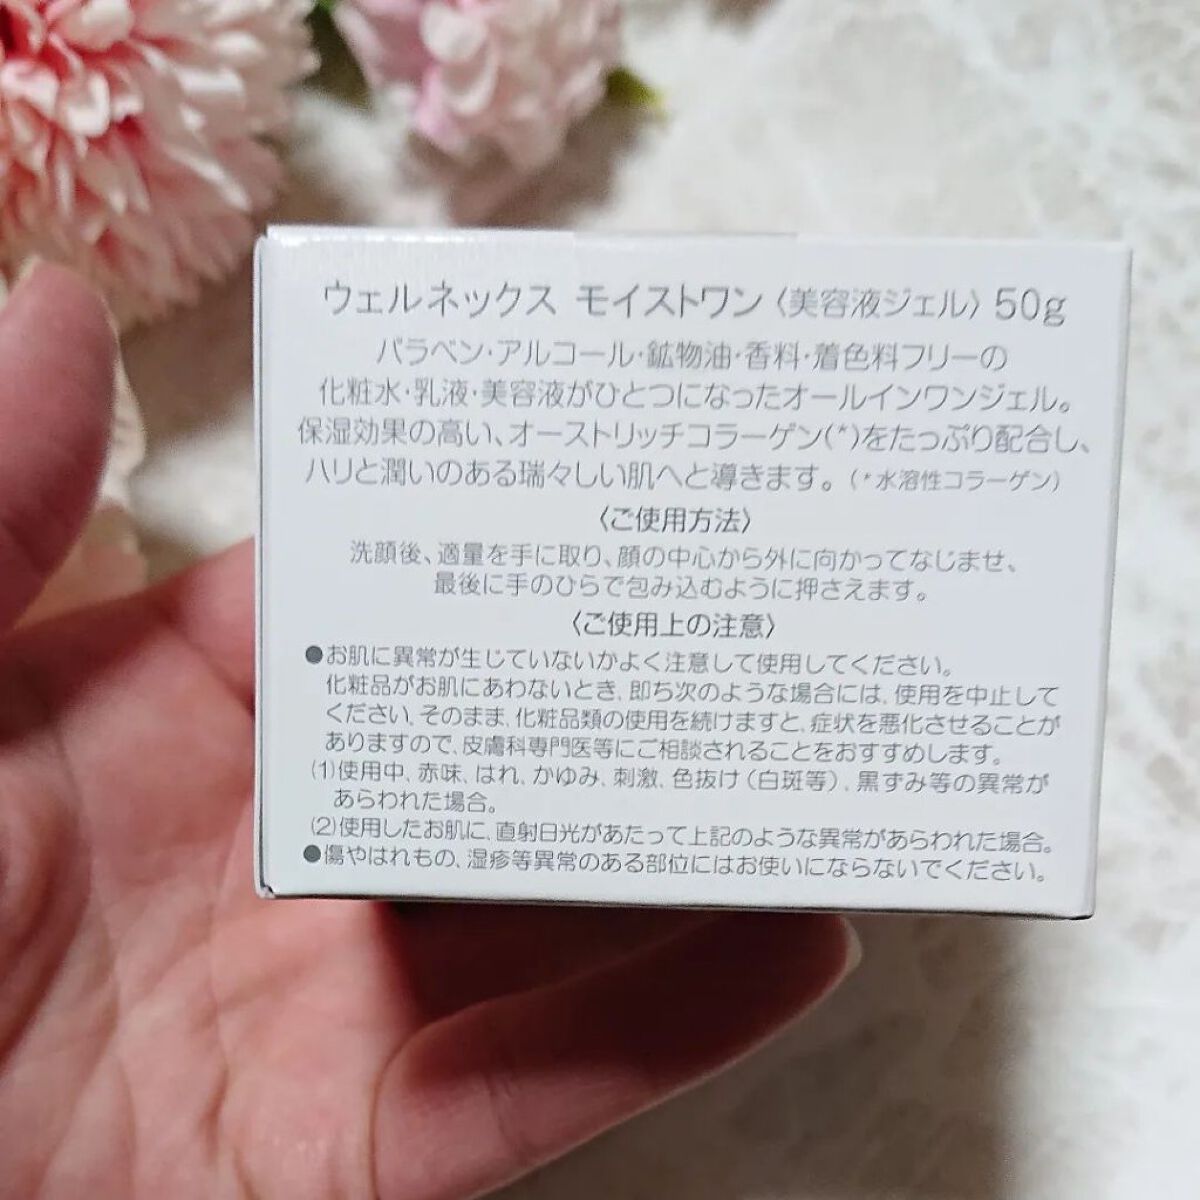 ウェルネックス モイストワン〈美容液ジェル〉50g
パラベン・アルコール・鉱物油・香料・着色料フリーの
化粧水・乳液・美容液がひとつになったオールインワンジェル。
保湿効果の高い、オーストリッチコラーゲン(*)をたっぷり配合し、
ハリと潤いのある瑞々しい肌へと導きます。(*水溶性コラーゲン)
〈ご使用方法〉
洗顔後、適量を手に取り、顔の中心から外に向かってなじませ、
最後に手のひらで包み込むように押さえます。
〈ご使用上の注意〉
●お肌に異常が生じていないかよく注意して使用してください。
化粧品がお肌にあわないとき、即ち次のような場合には、使用を中止して
ください。そのまま、化粧品類の使用を続けますと、症状を悪化させることが
ありますので、皮膚科専門医等にご相談されることをおすすめします。
(1)使用中、赤味、はれ、かゆみ、刺激、色抜け(白斑等)、黒ずみ等の異常が
あらわれた場合。
(2)使用したお肌に、直射日光があたって上記のような異常があらわれた場合。
●傷やはれもの、湿疹等異常のある部位にはお使いにならないでください。